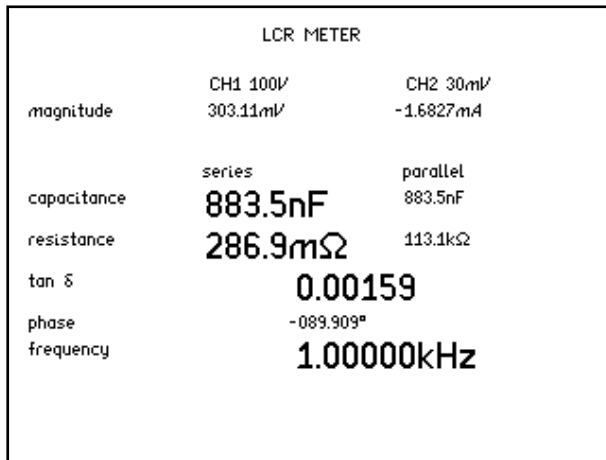 LCR METER
CH1 100V CH2 30mV
magnitude 303.11mV -1.6827mA
series parallel
capacitance 883.5nF 883.5nF
resistance 286.9mΩ 113.1kΩ
tan δ 0.00159
phase -089.909°
frequency 1.00000kHz